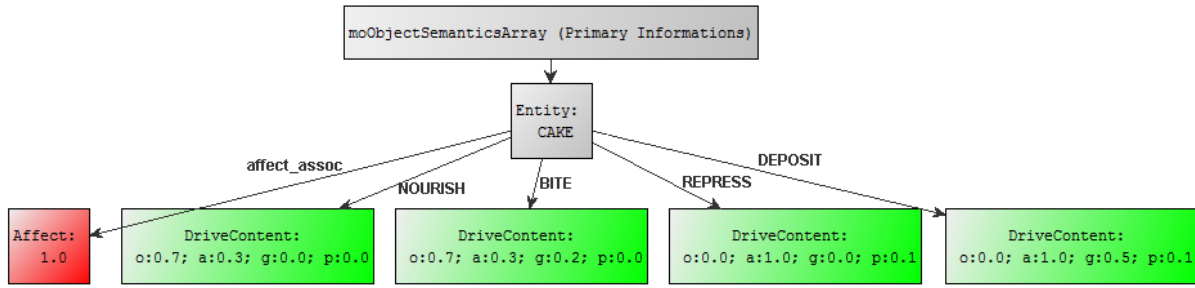 moObjectSemanticsArray (Primary Informations)
Entity:
CAKE
affect_assoc
NOURISH
BITE
REPRESS
DEPOSIT
Affect:
1.0
DriveContent:
o:0.7; a:0.3; g:0.0; p:0.0
DriveContent:
o:0.7; a:0.3; g:0.2; p:0.0
DriveContent:
o:0.0; a:1.0; g:0.0; p:0.1
DriveContent:
o:0.0; a:1.0; g:0.5; p:0.1